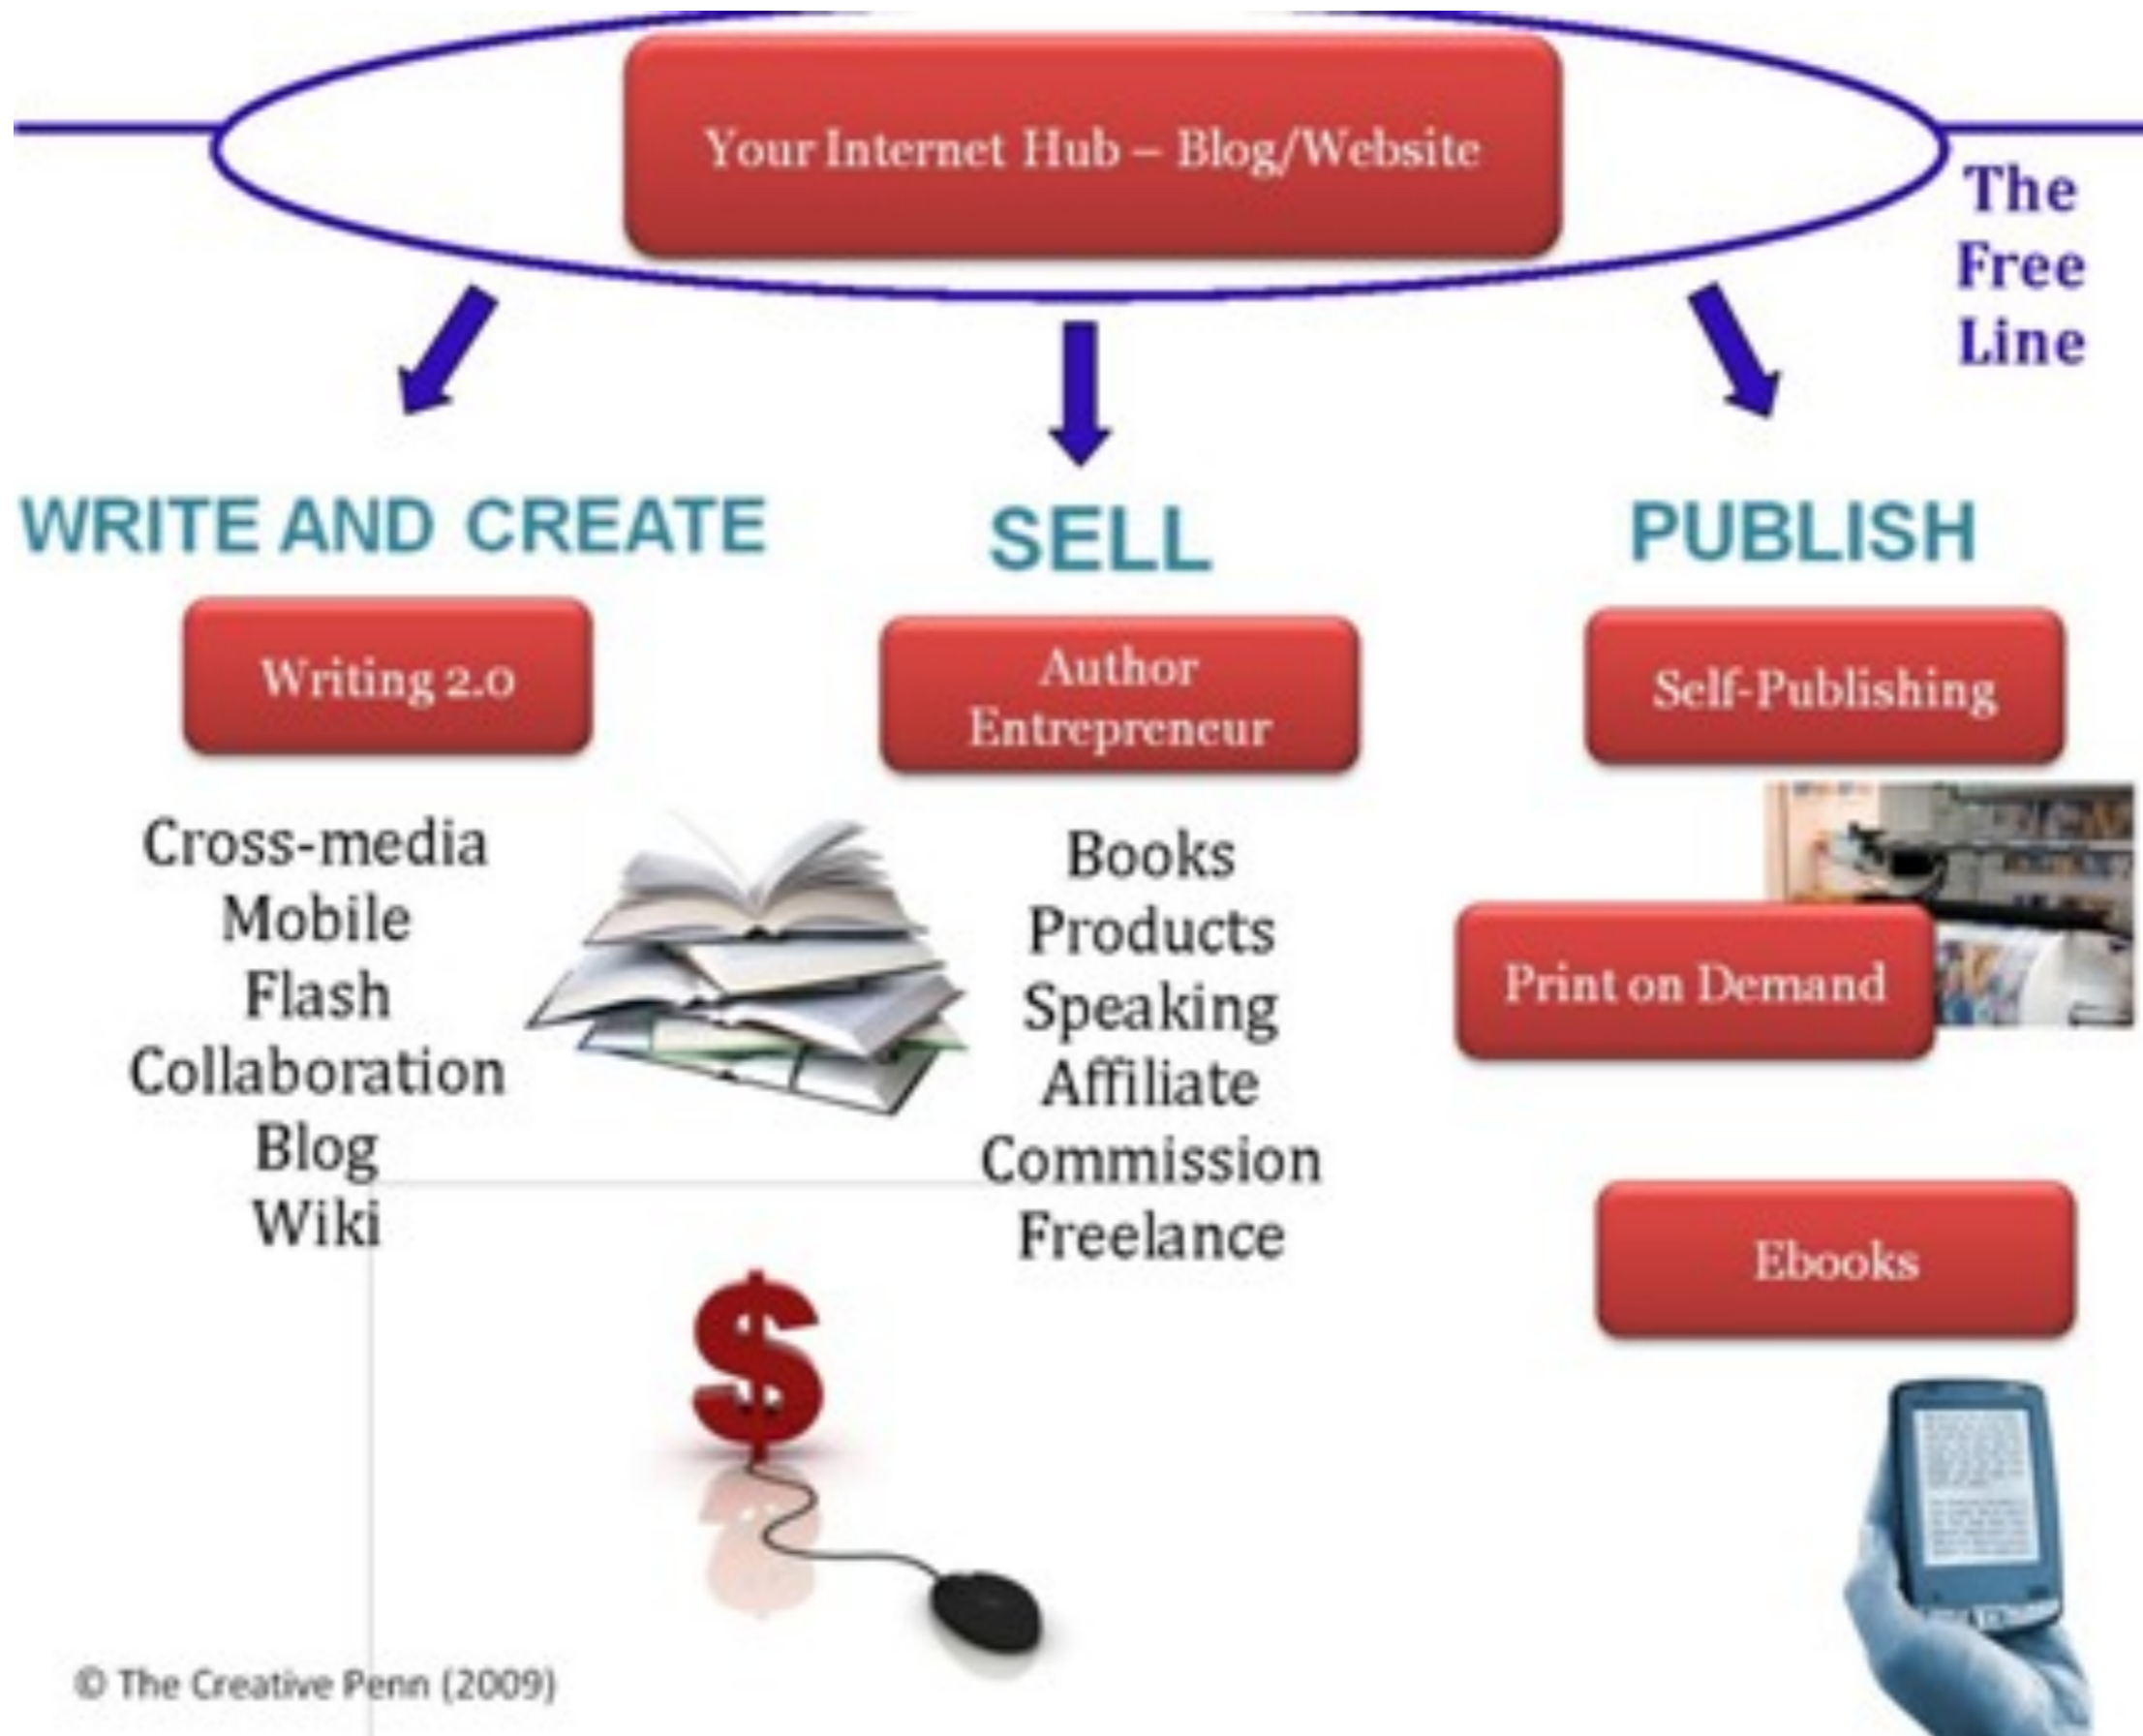 Your Internet Hub – Blog/Website
The
Free
Line
WRITE AND CREATE
Writing 2.0
Cross-media
Mobile
Flash
Collaboration
Blog
Wiki
SELL
Author
Entrepreneur
Books
Products
Speaking
Affiliate
Commission
Freelance
PUBLISH
Self-Publishing
Print on Demand
Ebooks
© The Creative Penn (2009)